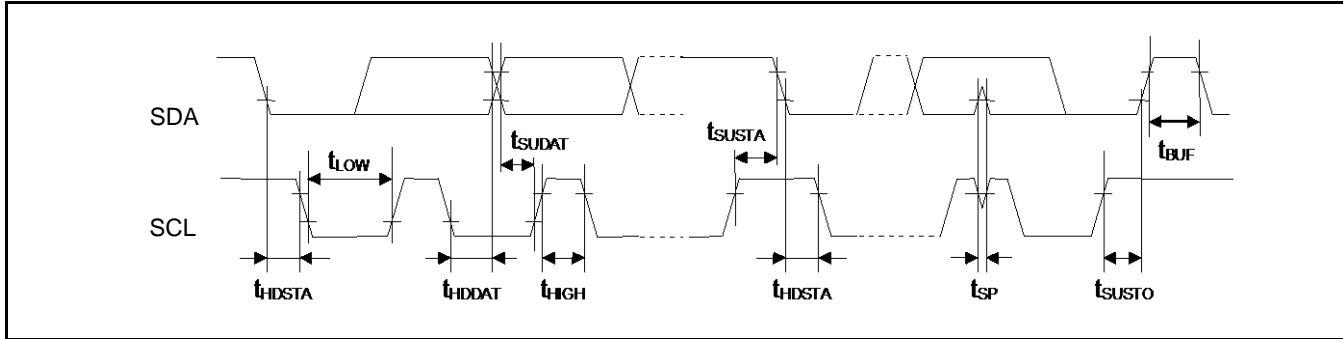 SDA
tSUDAT
tSUSTA
tLOW
tBUF
SCL
tHDSTA
tHDDAT
tHIGH
tHDSTA
tSP
tSUSTO